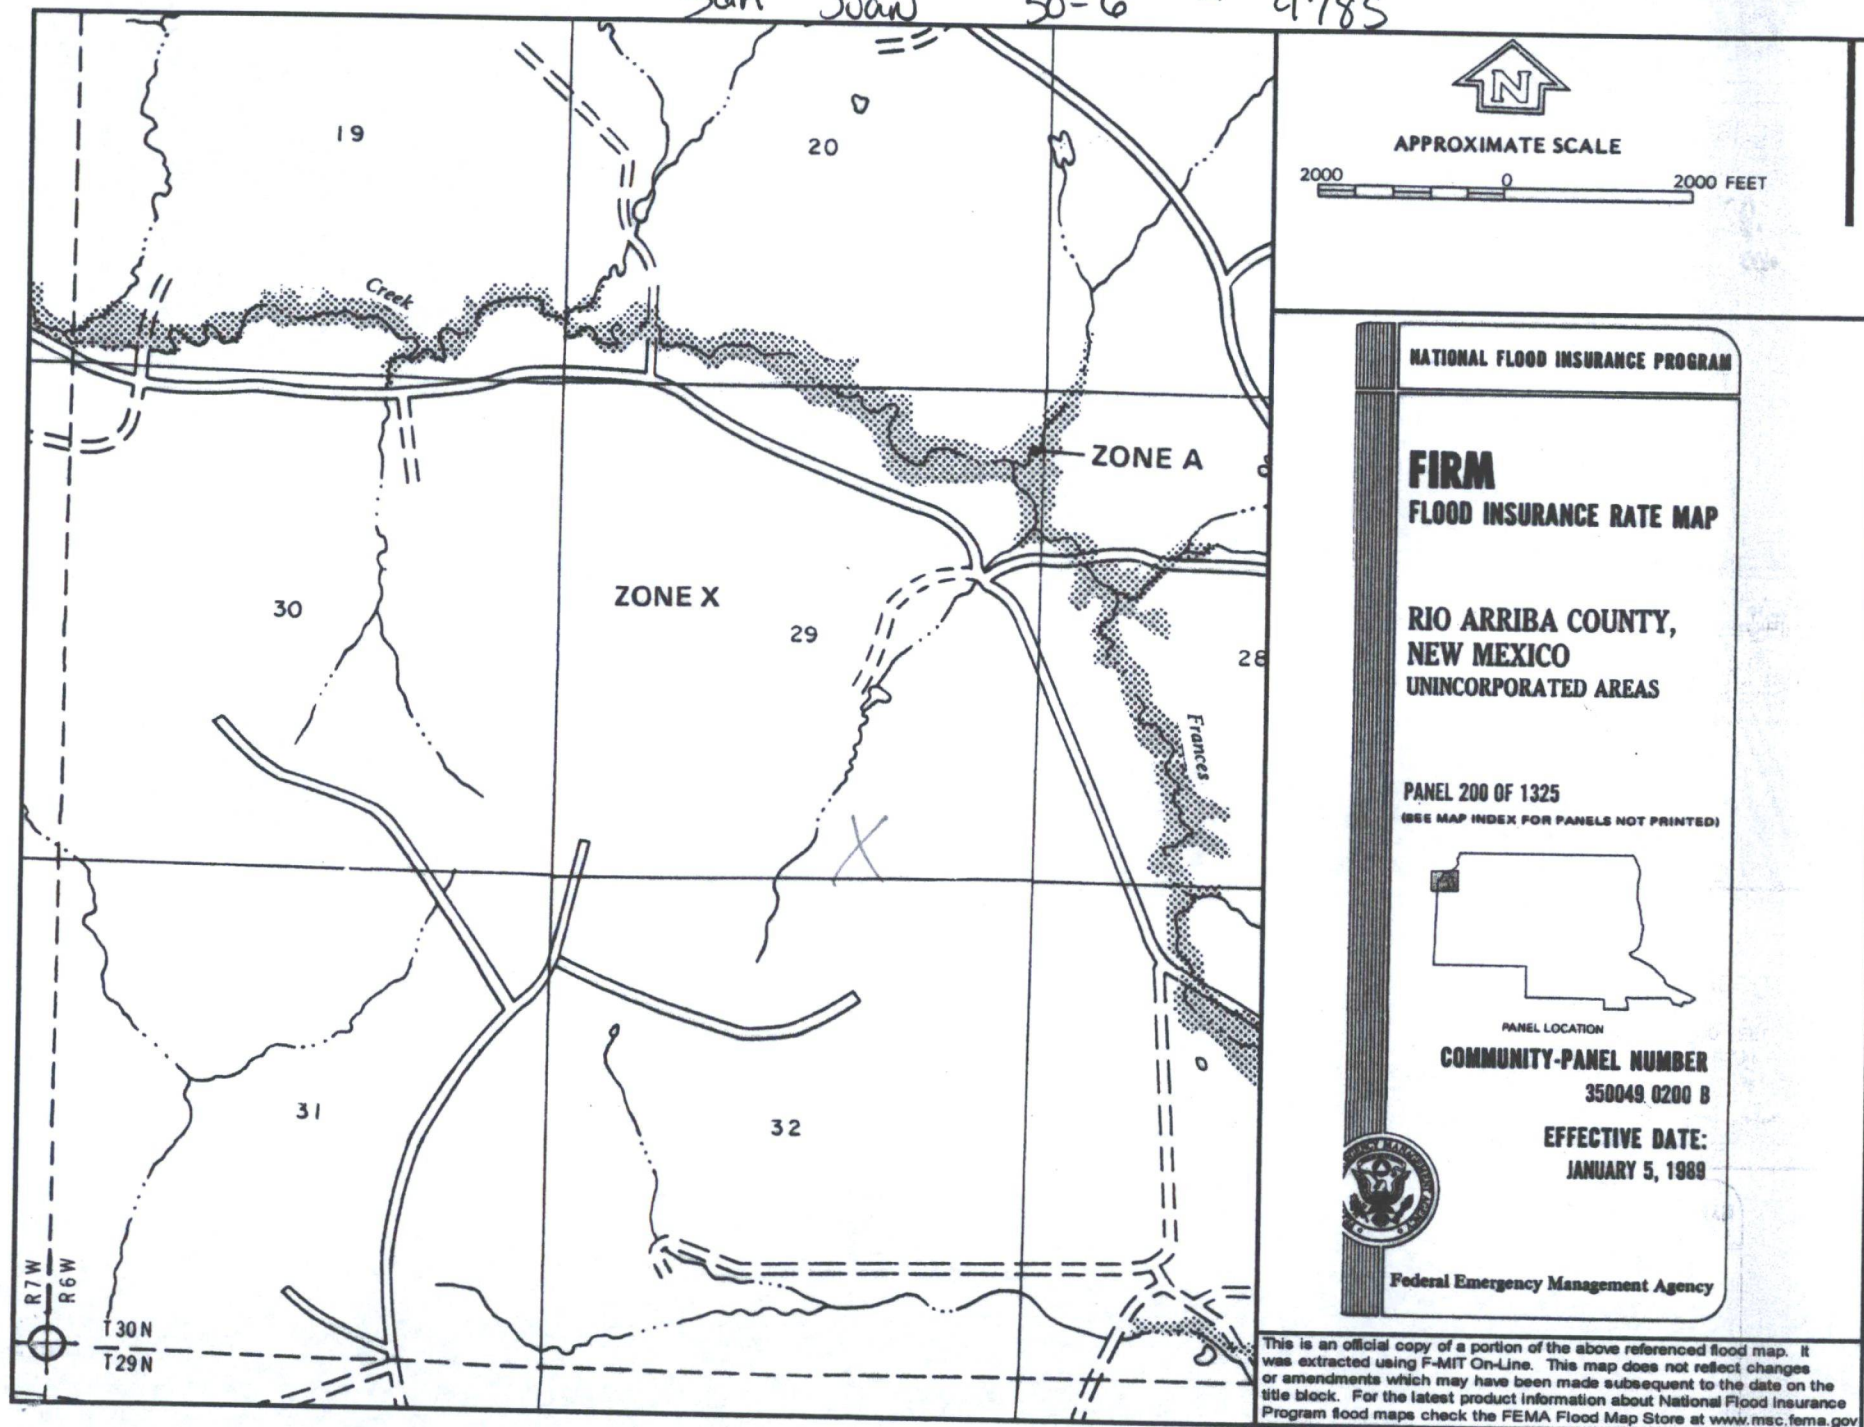 San Juan 30-6 478S
19
20
Creek
ZONE A
ZONE X
30
29
28
Frances
31
32
R7W
R6W
T30N
T29N
N
APPROXIMATE SCALE
2000 0 2000 FEET
NATIONAL FLOOD INSURANCE PROGRAM
FIRM
FLOOD INSURANCE RATE MAP
RIO ARRIBA COUNTY,
NEW MEXICO
UNINCORPORATED AREAS
PANEL 200 OF 1325
(SEE MAP INDEX FOR PANELS NOT PRINTED)
PANEL LOCATION
COMMUNITY-PANEL NUMBER
350049 0200 B
EFFECTIVE DATE:
JANUARY 5, 1989
Federal Emergency Management Agency
This is an official copy of a portion of the above referenced flood map. It
was extracted using F-MIT On-Line. This map does not reflect changes
or amendments which may have been made subsequent to the date on the
title block. For the latest product information about National Flood Insurance
Program flood maps check the FEMA Flood Map Store at www.msc.fema.gov